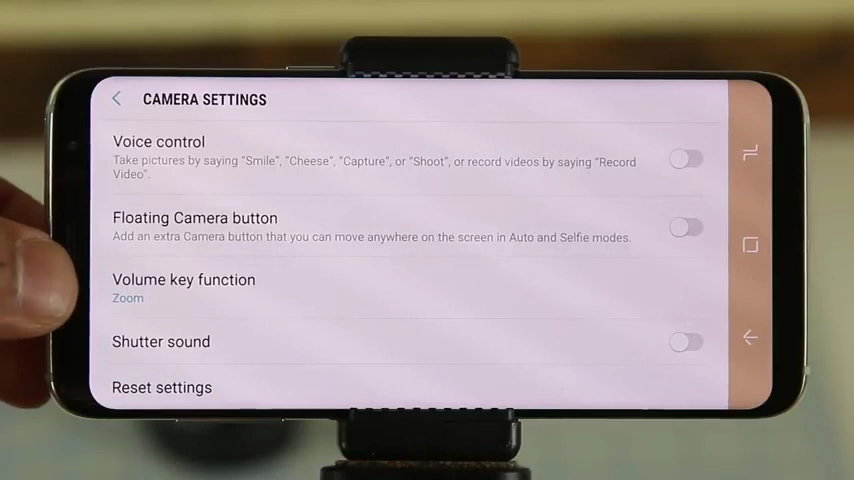 CAMERA SETTINGS
Voice control
Take pictures by saying "Smile", "Cheese", "Capture", or "Shoot", or record videos by saying "Record
Video".
Floating Camera button
Add an extra Camera button that you can move anywhere on the screen in Auto and Selfie modes.
Volume key function
Zoom
Shutter sound
Reset settings